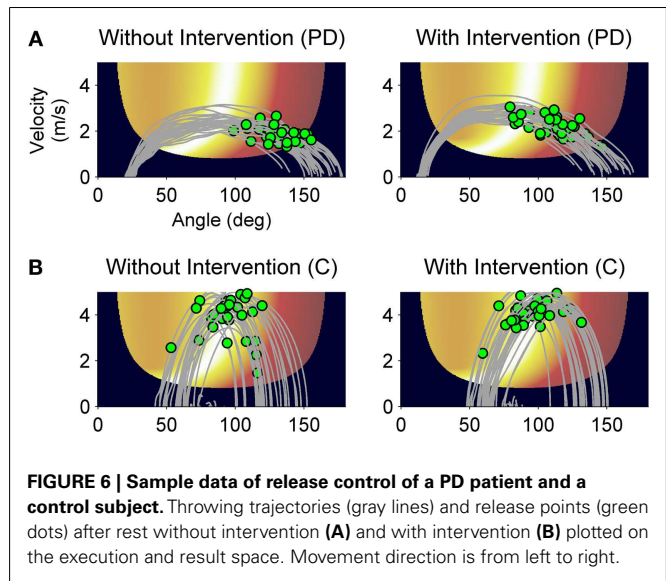 A
Without Intervention (PD)
With Intervention (PD)
Velocity
(m/s)
4
2
0
0
50
100
150
Angle (deg)
0
50
100
150
B
Without Intervention (C)
With Intervention (C)
4
2
0
0
50
100
150
4
2
0
0
50
100
150
FIGURE 6 | Sample data of release control of a PD patient and a
control subject. Throwing trajectories (gray lines) and release points (green
dots) after rest without intervention (A) and with intervention (B) plotted on
the execution and result space. Movement direction is from left to right.